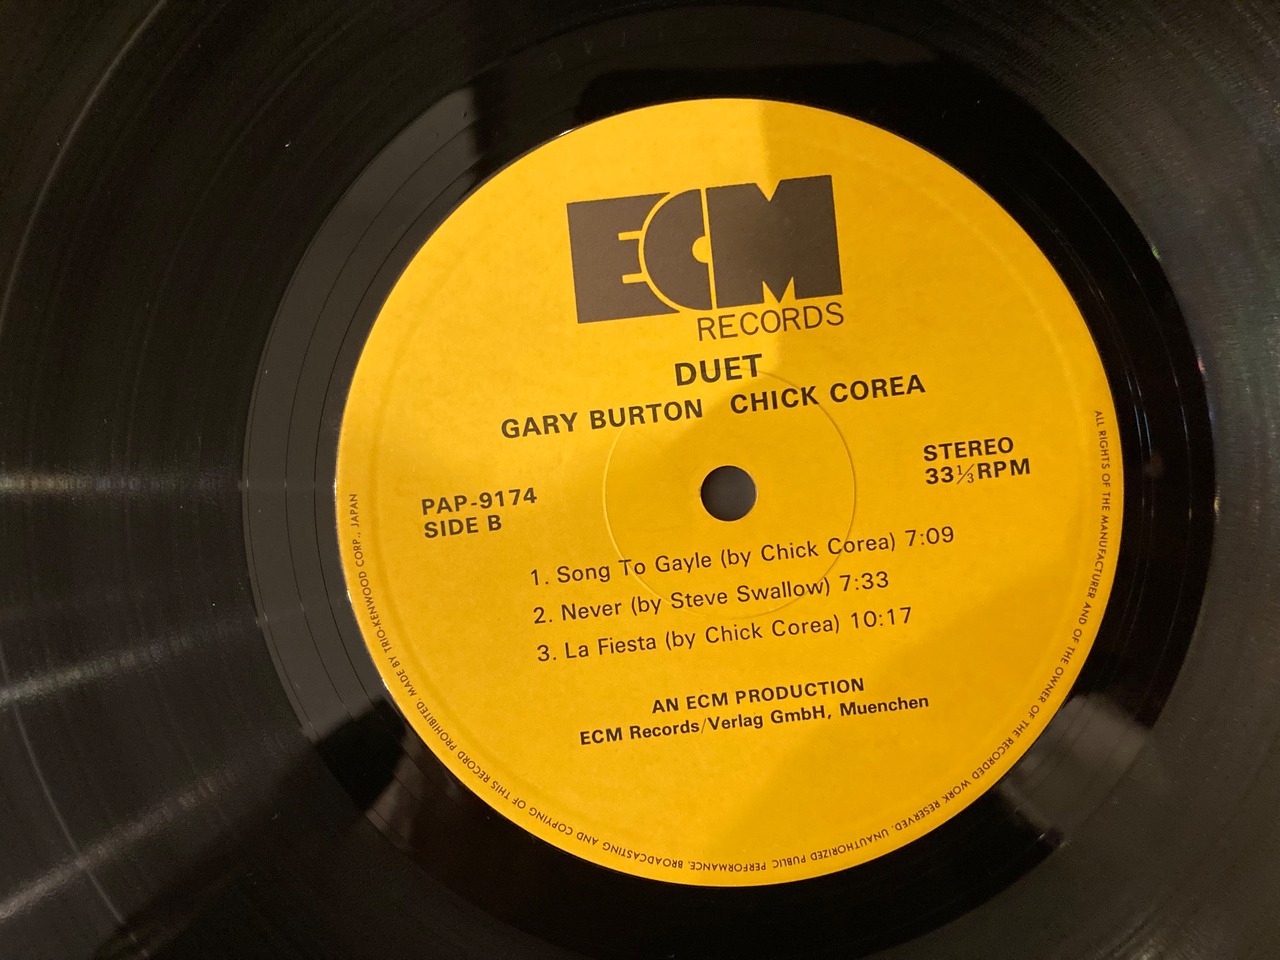 ECM
RECORDS
DUET
GARY BURTON CHICK COREA
STEREO
33⅓RPM
PAP-9174
SIDE B
1. Song To Gayle (by Chick Corea) 7:09
2. Never (by Steve Swallow) 7:33
3. La Fiesta (by Chick Corea) 10:17
AN ECM PRODUCTION
ECM Records/Verlag GmbH, Muenchen
ALL RIGHTS OF THE MANUFACTURER AND OF THE OWNER OF THE RECORDED WORK RESERVED. UNAUTHORIZED PUBLIC PERFORMANCE, BROADCASTING AND COPYING OF THIS RECORD PROHIBITED. MADE BY TRIO-KENWOOD CORP., JAPAN